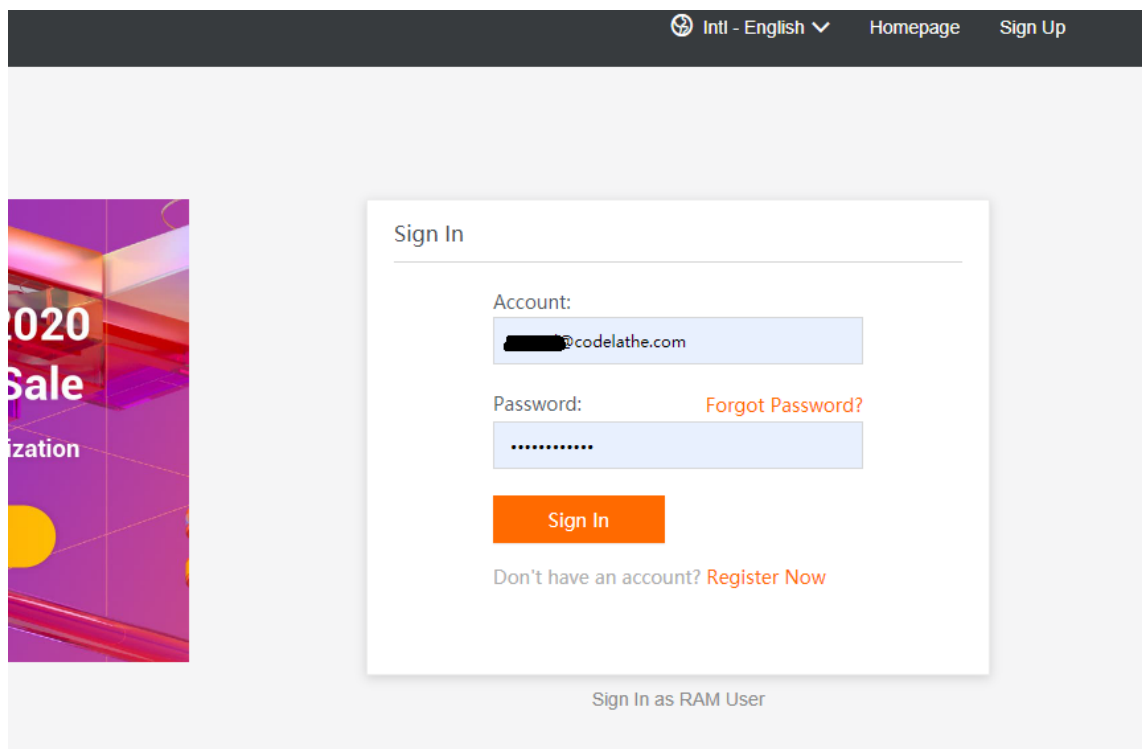 Intl - English Homepage Sign Up
2020
Sale
ization
Sign In
Account:
@codelathe.com
Password: Forgot Password?
••••••••••••
Sign In
Don't have an account? Register Now
Sign In as RAM User